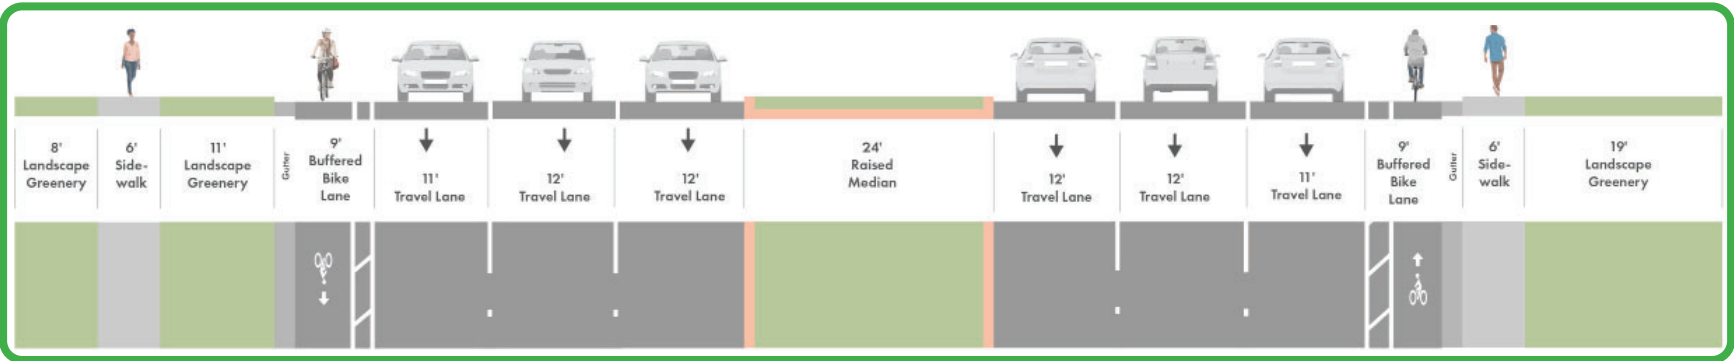 8'
Landscape
Greenery
6'
Side-
walk
11'
Landscape
Greenery
Gutter
9'
Buffered
Bike
Lane
11'
Travel Lane
12'
Travel Lane
12'
Travel Lane
24'
Raised
Median
12'
Travel Lane
12'
Travel Lane
11'
Travel Lane
9'
Buffered
Bike
Lane
Gutter
6'
Side-
walk
19'
Landscape
Greenery